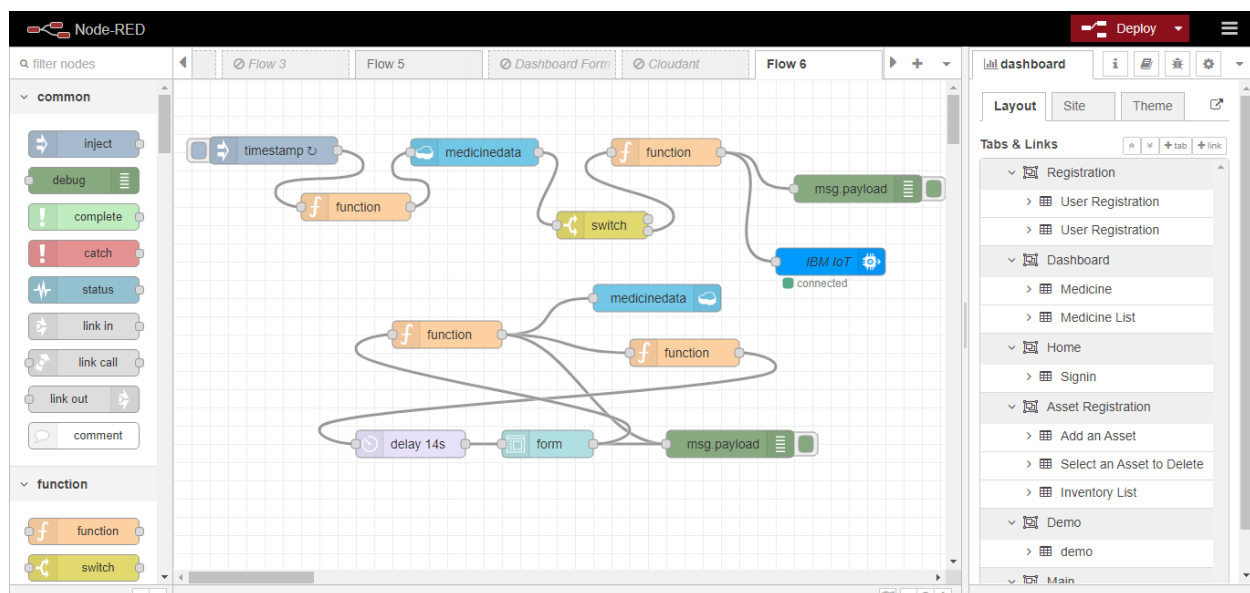 Node-RED
Deploy
filter nodes
Flow 3
Flow 5
Dashboard Form
Cloudant
Flow 6
dashboard
i
common
inject
debug
complete
catch
status
link in
link call
link out
comment
function
function
switch
timestamp ↻
function
medicinedata
switch
function
msg.payload
IBM IoT
connected
medicinedata
function
function
delay 14s
form
msg.payload
Layout
Site
Theme
Tabs & Links
+ tab
+ link
Registration
User Registration
User Registration
Dashboard
Medicine
Medicine List
Home
Signin
Asset Registration
Add an Asset
Select an Asset to Delete
Inventory List
Demo
demo
Main